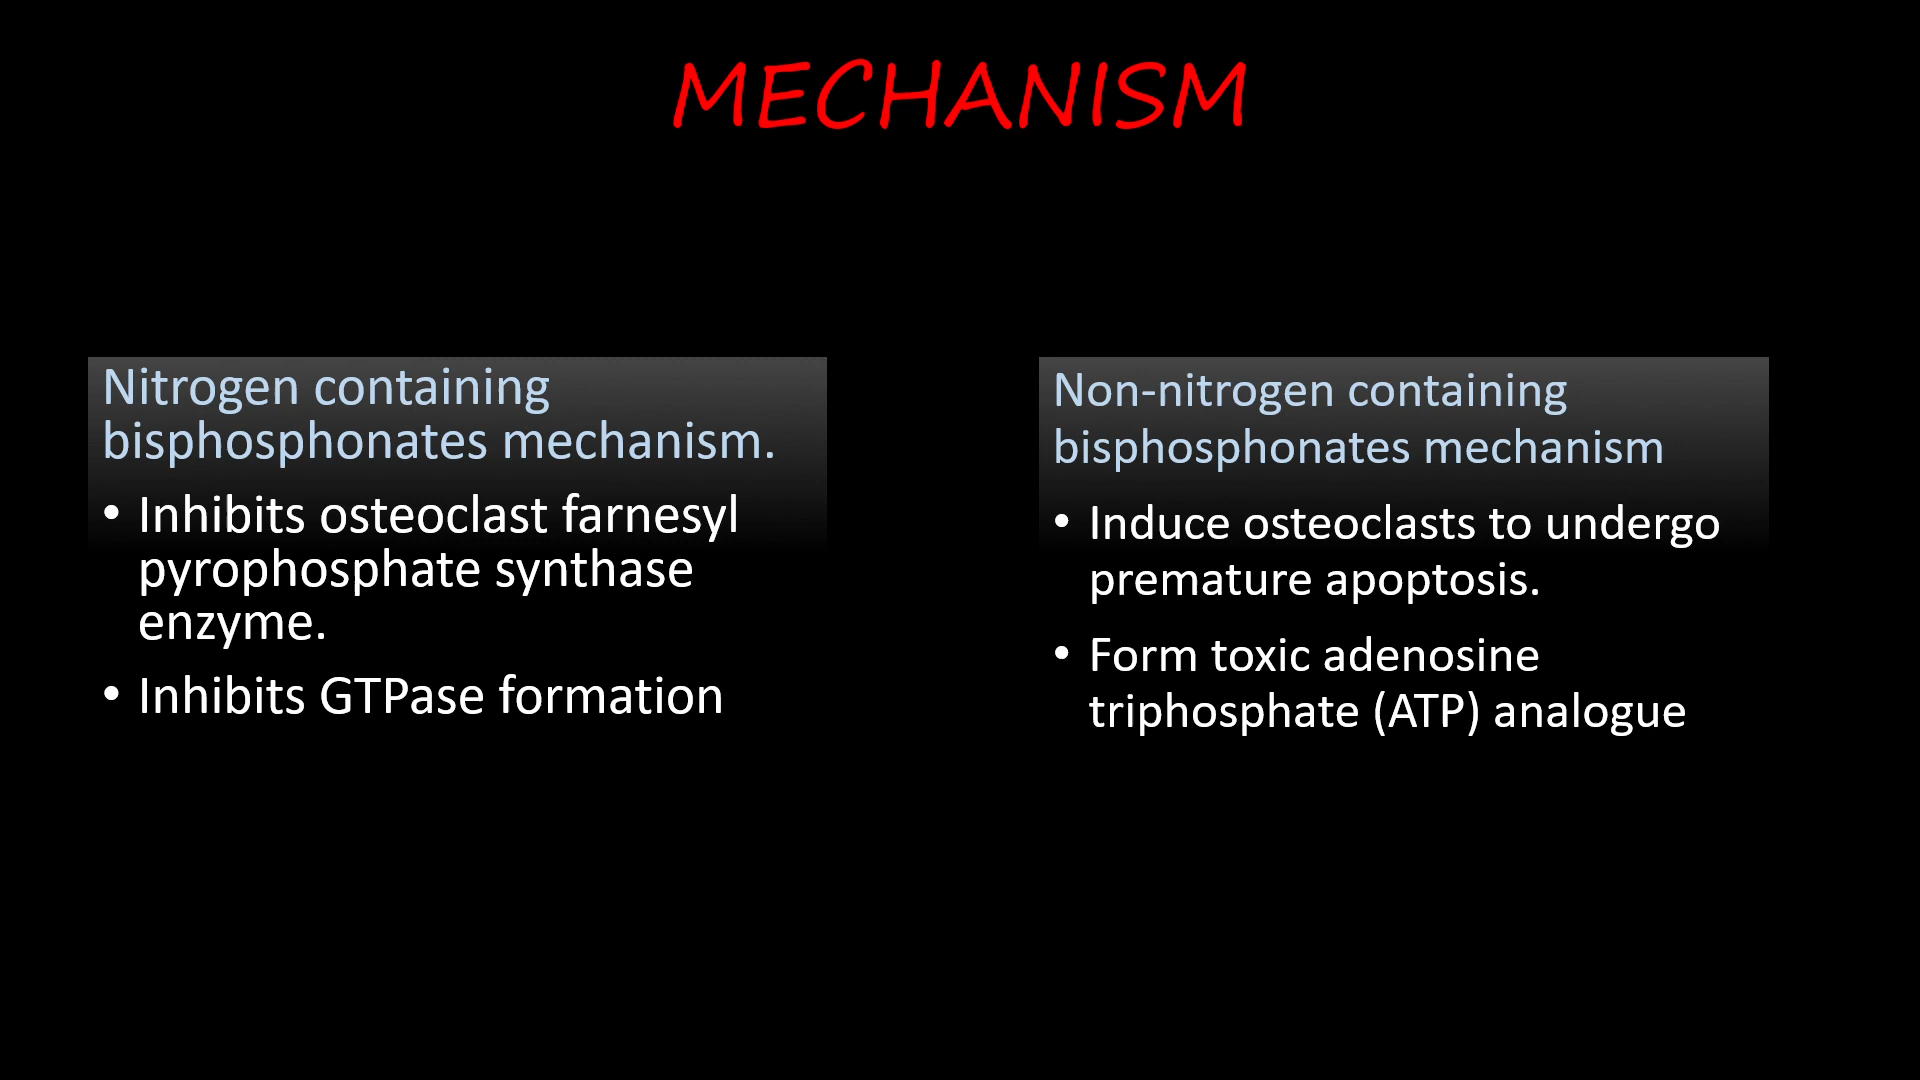 MECHANISM
Nitrogen containing
bisphosphonates mechanism.
• Inhibits osteoclast farnesyl
pyrophosphate synthase
enzyme.
• Inhibits GTPase formation
Non-nitrogen containing
bisphosphonates mechanism
• Induce osteoclasts to undergo
premature apoptosis.
• Form toxic adenosine
triphosphate (ATP) analogue